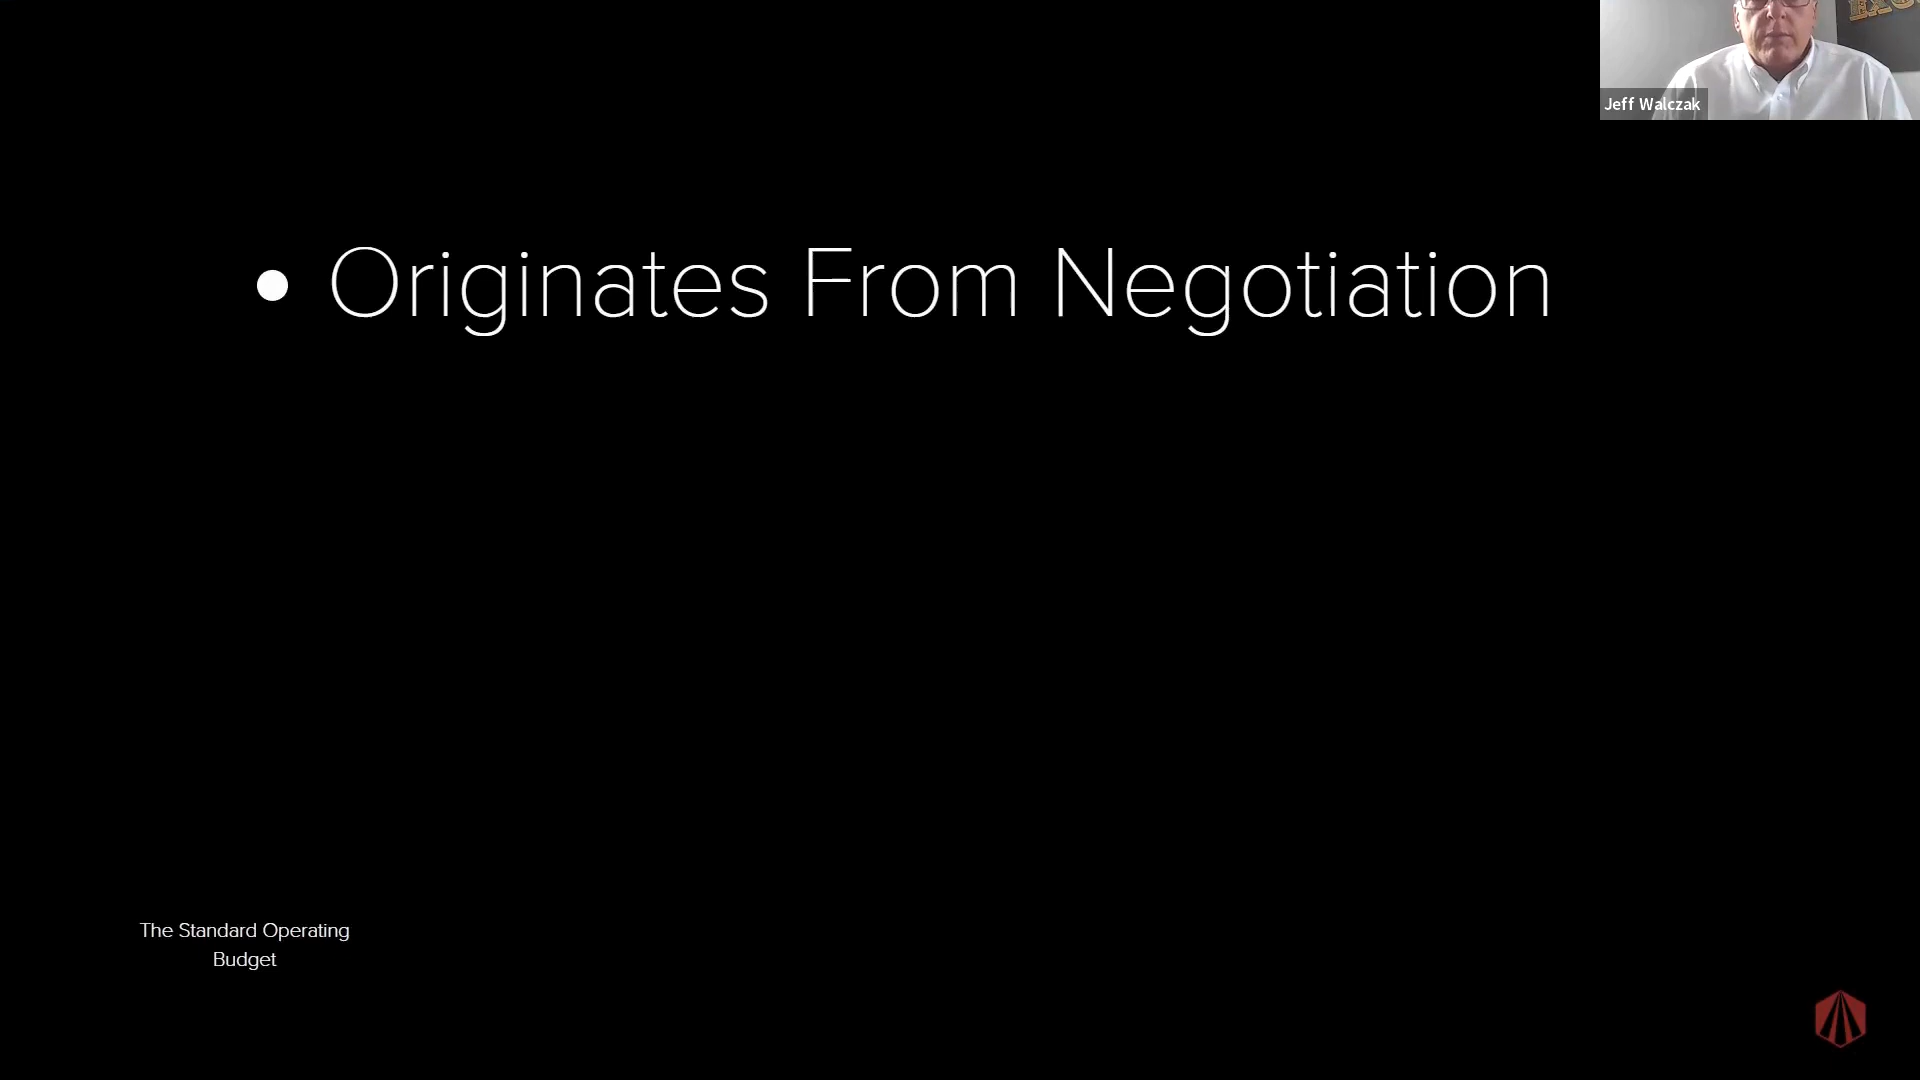 Jeff Walczak
• Originates From Negotiation
The Standard Operating
Budget